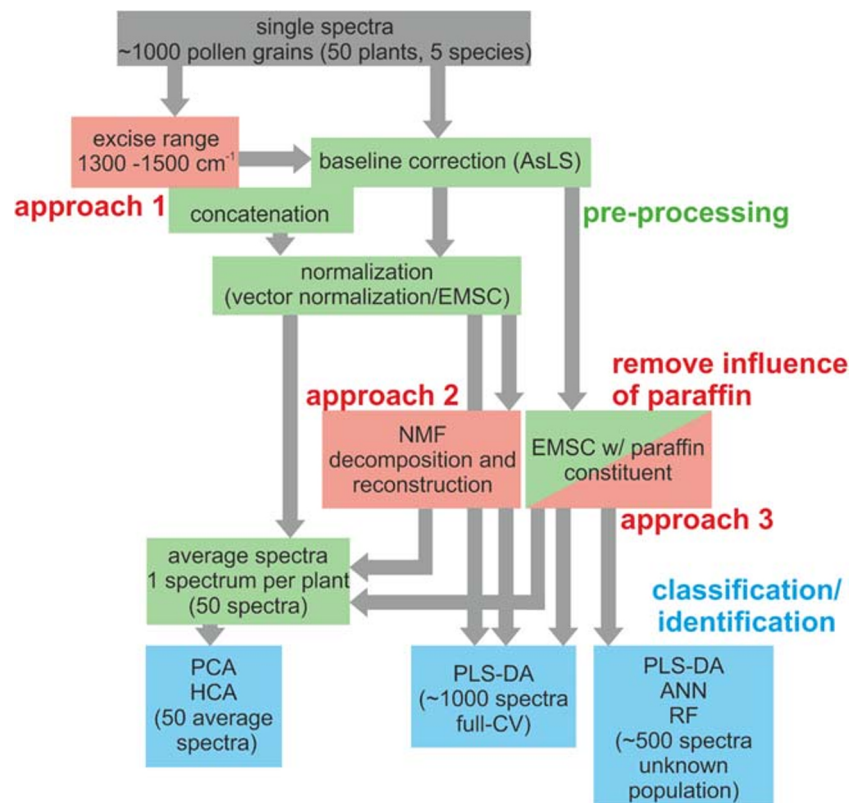 single spectra
~1000 pollen grains (50 plants, 5 species)
excise range
1300 -1500 cm⁻¹
baseline correction (AsLS)
approach 1
concatenation
pre-processing
normalization
(vector normalization/EMSC)
remove influence
of paraffin
approach 2
NMF
decomposition and
reconstruction
EMSC w/ paraffin
constituent
approach 3
average spectra
1 spectrum per plant
(50 spectra)
classification/
identification
PCA
HCA
(50 average
spectra)
PLS-DA
(~1000 spectra
full-CV)
PLS-DA
ANN
RF
(~500 spectra
unknown
population)